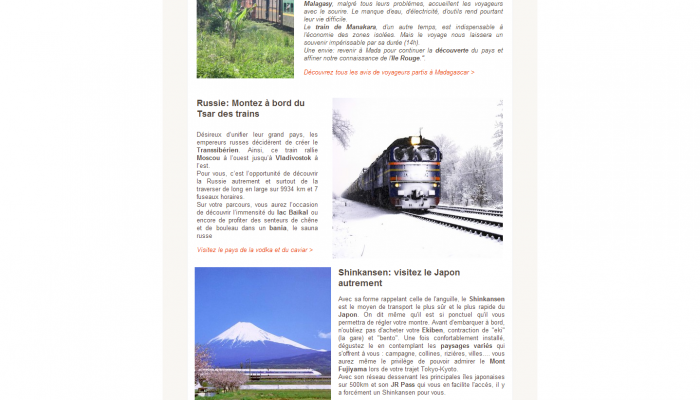 Malagasy, malgré tous leurs problèmes, accueillent les voyageurs
avec le sourire. Le manque d'eau, d'électricité, d'outils rend pourtant
leur vie difficile.
Le train de Manakara, d'un autre temps, est indispensable à
l'économie des zones isolées. Mais le voyage nous laissera un
souvenir impérissable par sa durée (14h).
Une envie: revenir à Mada pour continuer la découverte du pays et
affiner notre connaissance de l'Ile Rouge."
Découvrez tous les avis de voyageurs partis à Madagascar >
Russie: Montez à bord du
Tsar des trains
Désireux d'unifier leur grand pays, les
empereurs russes décidèrent de créer le
Transsibérien. Ainsi, ce train rallie
Moscou à l'ouest jusqu'à Vladivostok à
l'est.
Pour vous, c'est l'opportunité de découvrir
la Russie autrement et surtout de la
traverser de long en large sur 9934 km et 7
fuseaux horaires.
Sur votre parcours, vous aurez l'occasion
de découvrir l'immensité du lac Baïkal ou
encore de profiter des senteurs de chêne
et de bouleau dans un bania, le sauna
russe
Visitez le pays de la vodka et du caviar >
Shinkansen: visitez le Japon
autrement
Avec sa forme rappelant celle de l'anguille, le Shinkansen
est le moyen de transport le plus sûr et le plus rapide du
Japon. On dit même qu'il est si ponctuel qu'il vous
permettra de régler votre montre. Avant d'embarquer à bord,
n'oubliez pas d'acheter votre Ekiben, contraction de "eki"
(la gare) et "bento". Une fois confortablement installé,
dégustez le en contemplant les paysages variés qui
s'offrent à vous : campagne, collines, rizières, villes.... vous
aurez même le privilège de pouvoir admirer le Mont
Fujiyama lors de votre trajet Tokyo-Kyoto.
Avec son réseau desservant les principales îles japonaises
sur 500km et son JR Pass qui vous en facilite l'accès, il y
a forcément un Shinkansen pour vous.